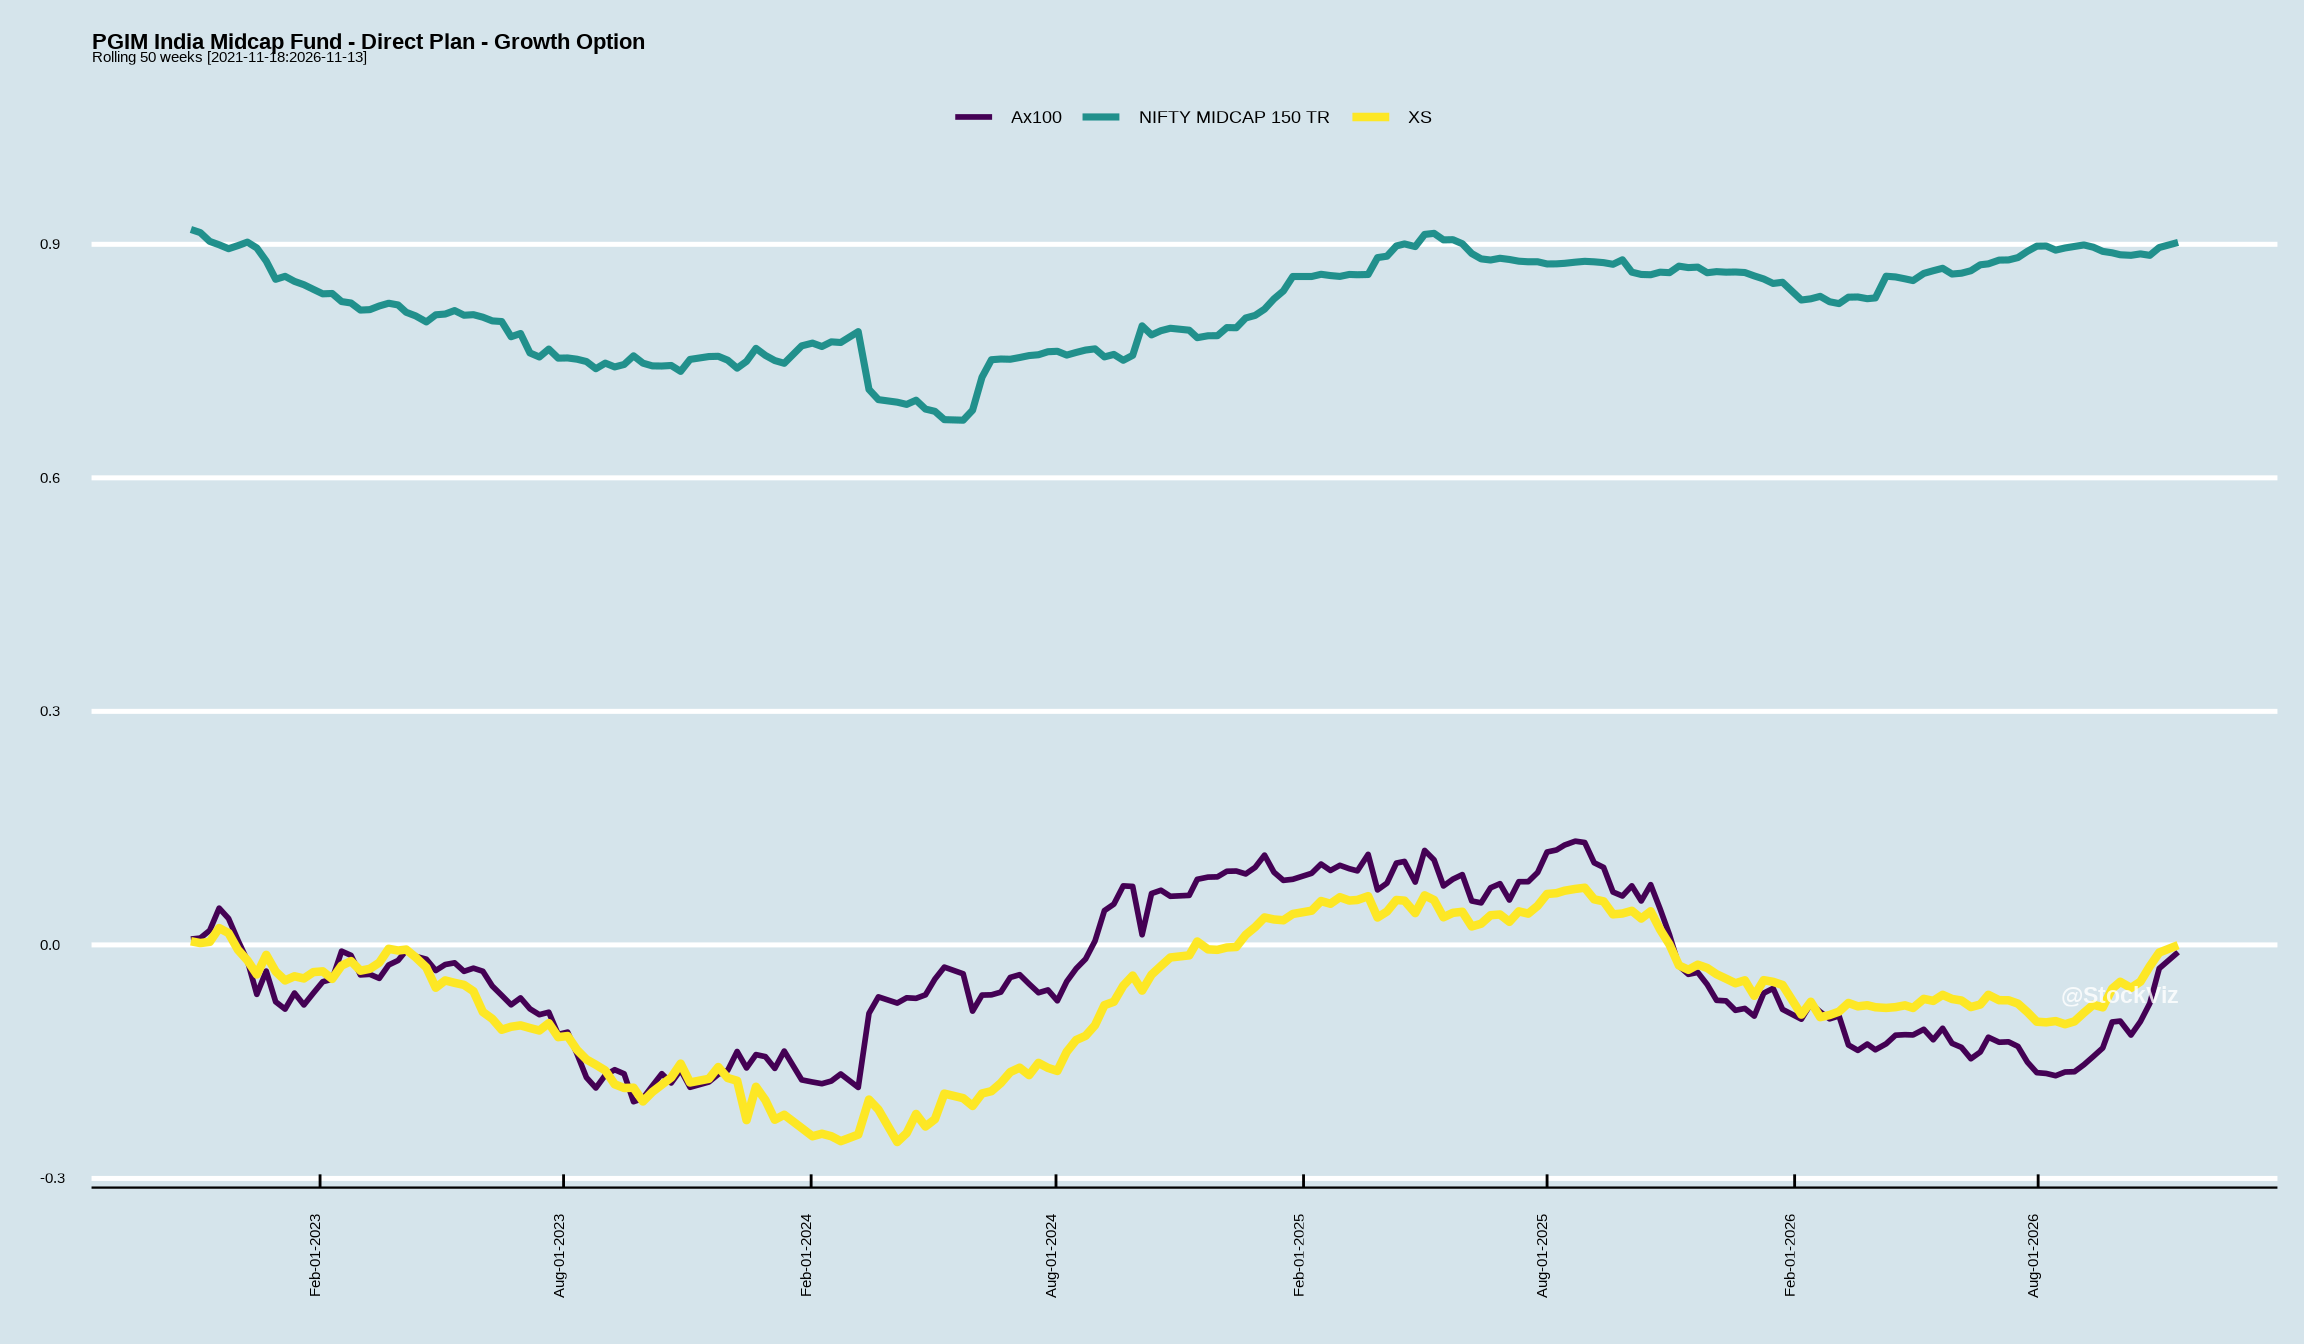 PGIM India Midcap Fund - Direct Plan - Growth Option
Rolling 50 weeks [2021-11-18:2026-11-13]
Ax100 NIFTY MIDCAP 150 TR XS
0.9
0.6
0.3
0.0
@StockViz
-0.3
Feb-01-2023
Aug-01-2023
Feb-01-2024
Aug-01-2024
Feb-01-2025
Aug-01-2025
Feb-01-2026
Aug-01-2026